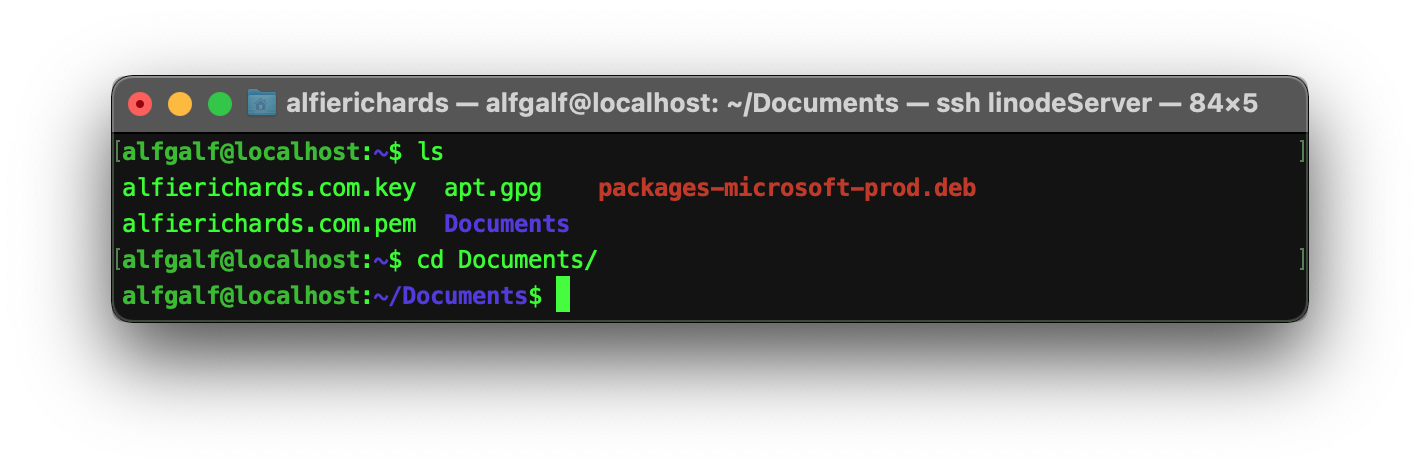 alfierichards — alfgalf@localhost: ~/Documents — ssh linodeServer — 84×5
[alfgalf@localhost:~$ ls ]
alfierichards.com.key  apt.gpg    packages-microsoft-prod.deb
alfierichards.com.pem  Documents
[alfgalf@localhost:~$ cd Documents/ ]
alfgalf@localhost:~/Documents$